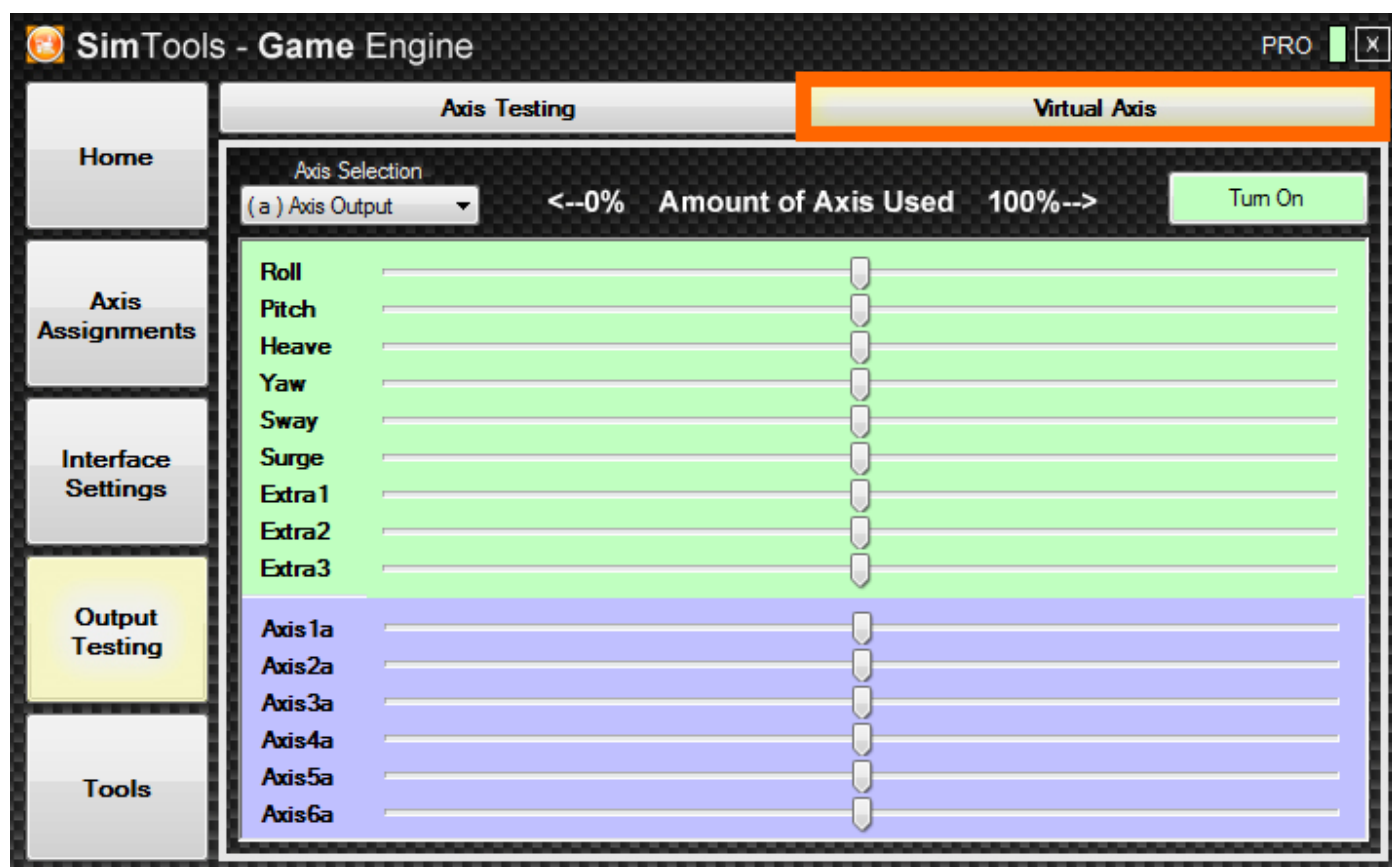 SimTools - Game Engine
PRO
X
Axis Testing
Virtual Axis
Home
Axis
Assignments
Interface
Settings
Output
Testing
Tools
Axis Selection
( a ) Axis Output
<--0% Amount of Axis Used 100%-->
Turn On
Roll
Pitch
Heave
Yaw
Sway
Surge
Extra1
Extra2
Extra3
Axis1a
Axis2a
Axis3a
Axis4a
Axis5a
Axis6a